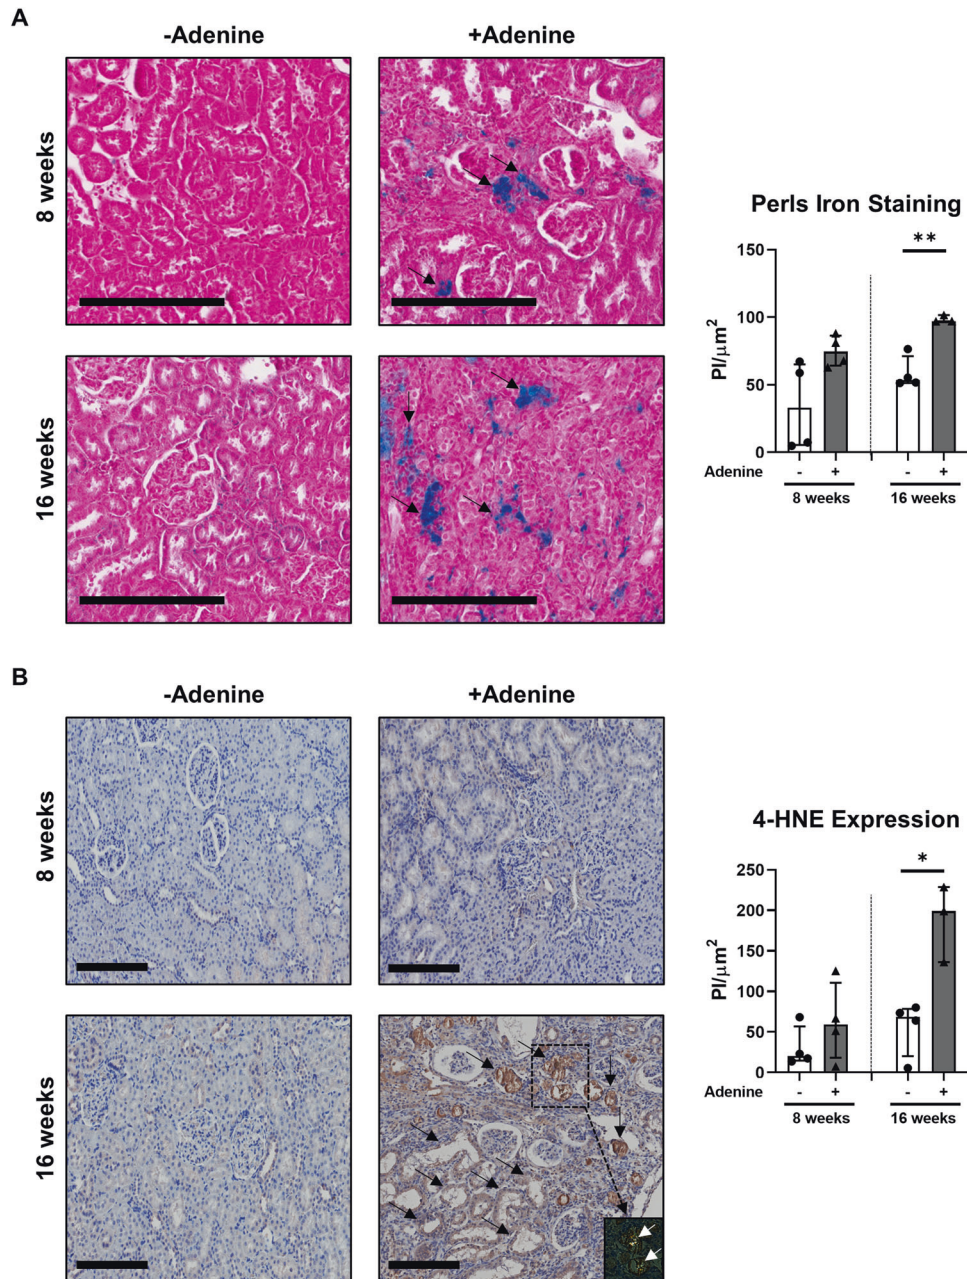 A
-Adenine
+Adenine
8 weeks
16 weeks
Perls Iron Staining
PI/μm²
150
100
50
0
**
Adenine - + - +
8 weeks 16 weeks
B
-Adenine
+Adenine
8 weeks
16 weeks
4-HNE Expression
PI/μm²
250
200
150
100
50
0
*
Adenine - + - +
8 weeks 16 weeks